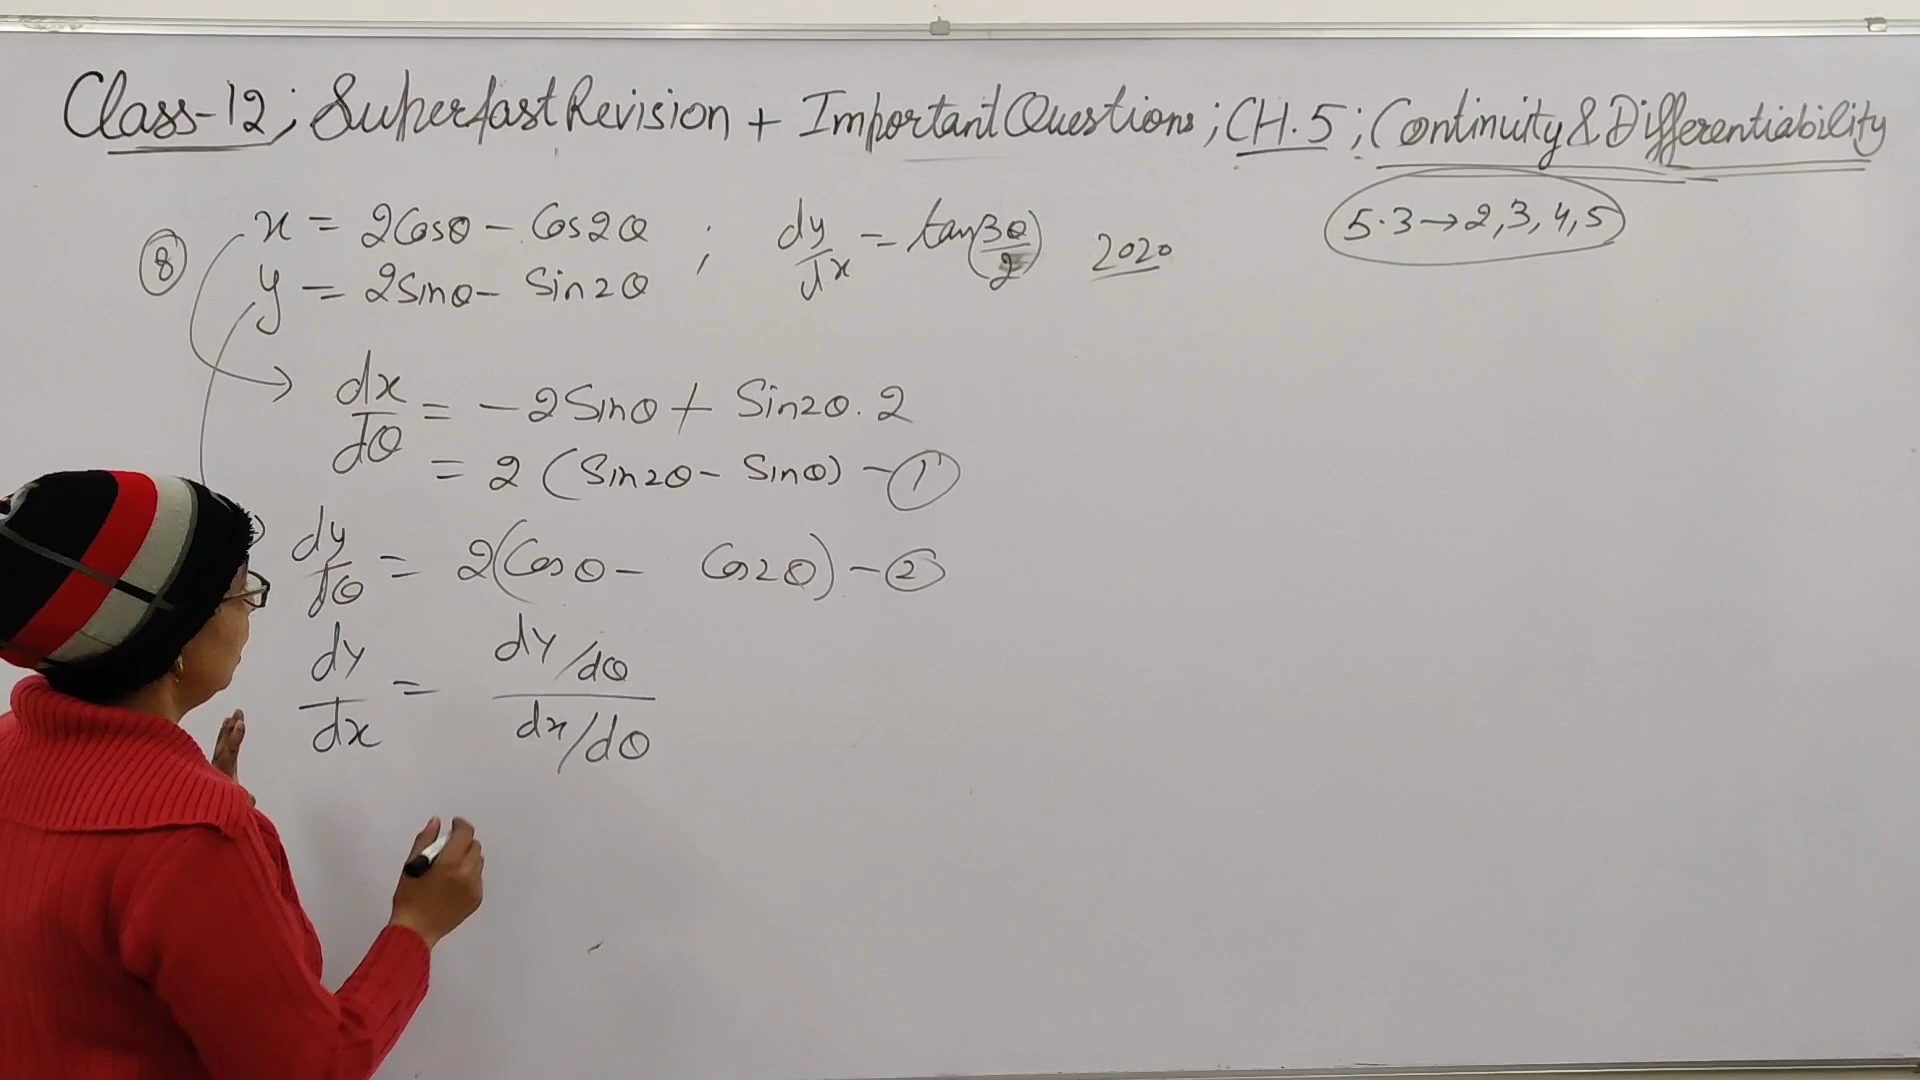 Class-12; Superfast Revision + Important Questions; CH.5; Continuity & Differentiability
5.3→2,3,4,5
8 x = 2Cosθ - Cos2θ ; dy/dx = tan(3θ/2) 2020
y = 2Sinθ - Sin2θ
dx/dθ = -2Sinθ + Sin2θ.2
= 2 (Sin2θ - Sinθ) - 1
dy/dθ = 2(Cosθ - Cos2θ) - 2
dy/dx = dy/dθ
dx/dθ